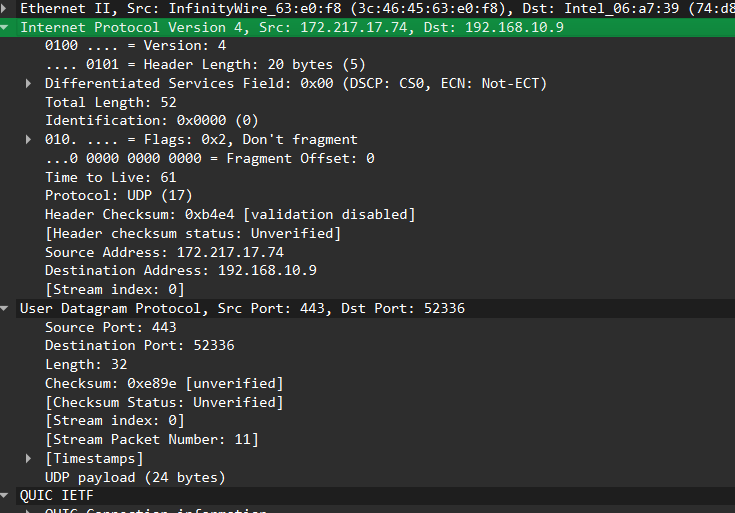 Ethernet II, Src: InfinityWire_63:e0:f8 (3c:46:45:63:e0:f8), Dst: Intel_06:a7:39 (74:d8
Internet Protocol Version 4, Src: 172.217.17.74, Dst: 192.168.10.9
0100 .... = Version: 4
.... 0101 = Header Length: 20 bytes (5)
Differentiated Services Field: 0x00 (DSCP: CS0, ECN: Not-ECT)
Total Length: 52
Identification: 0x0000 (0)
010. .... = Flags: 0x2, Don't fragment
...0 0000 0000 0000 = Fragment Offset: 0
Time to Live: 61
Protocol: UDP (17)
Header Checksum: 0xb4e4 [validation disabled]
[Header checksum status: Unverified]
Source Address: 172.217.17.74
Destination Address: 192.168.10.9
[Stream index: 0]
User Datagram Protocol, Src Port: 443, Dst Port: 52336
Source Port: 443
Destination Port: 52336
Length: 32
Checksum: 0xe89e [unverified]
[Checksum Status: Unverified]
[Stream index: 0]
[Stream Packet Number: 11]
[Timestamps]
UDP payload (24 bytes)
QUIC IETF
QUIC Connection information